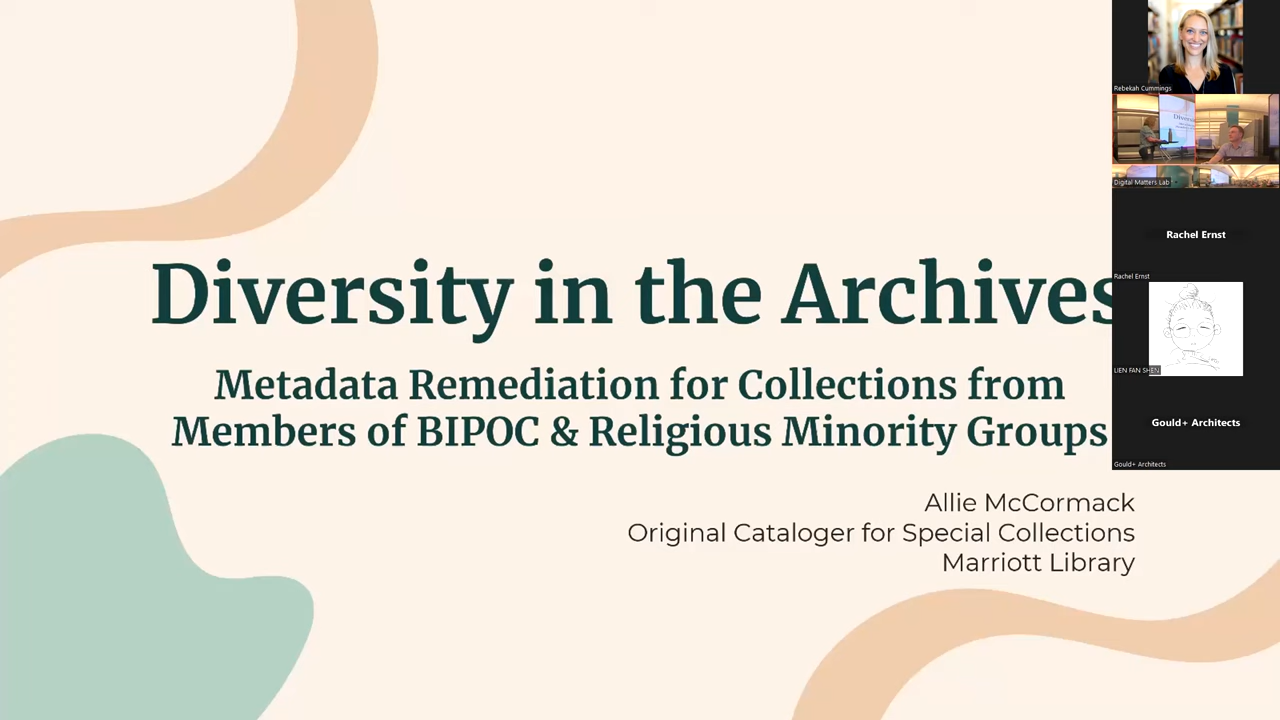 Diversity in the Archives
Metadata Remediation for Collections from
Members of BIPOC & Religious Minority Groups
Allie McCormack
Original Cataloger for Special Collections
Marriott Library
Rebekah Cummings
Digital Matters Lab
Rachel Ernst
Rachel Ernst
LIEN FAN SHEN
Gould+ Architects
Gould+ Architects